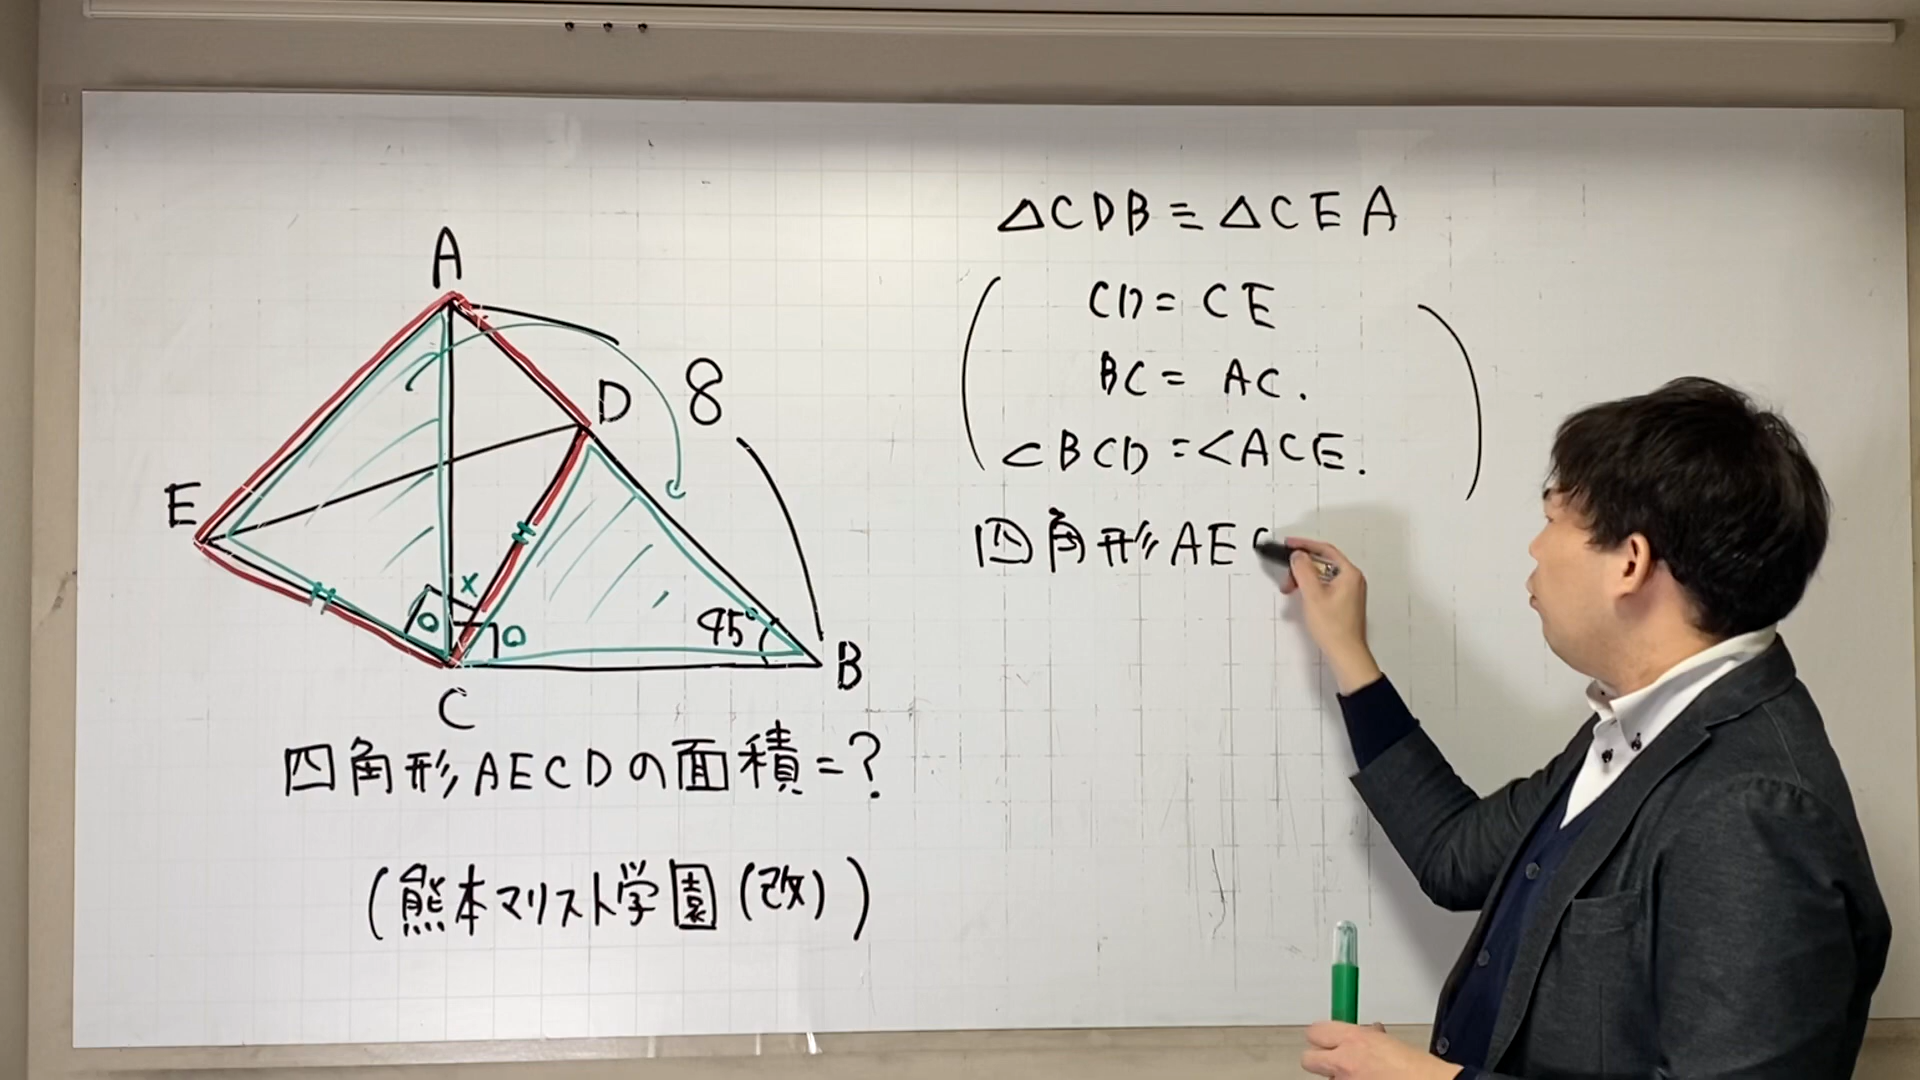 A
8
D
E
×
○
○
45°
B
C
四角形AECDの面積=?
(熊本マリスト学園(改))
△CDB≡△CEA
CD=CE
BC=AC.
∠BCD=∠ACE.
四角形AEC